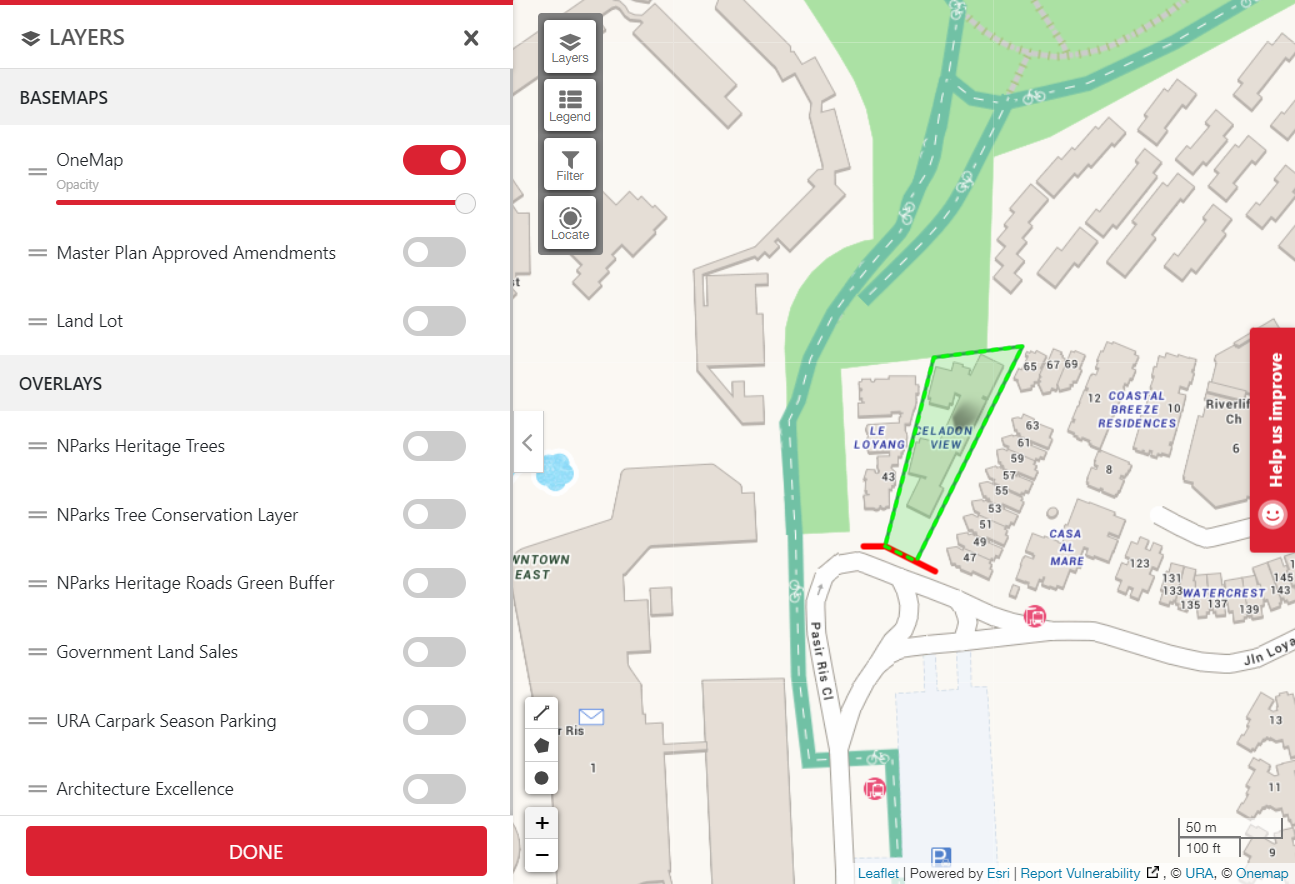 LAYERS
BASEMAPS
OneMap
Opacity
Master Plan Approved Amendments
Land Lot
OVERLAYS
NParks Heritage Trees
NParks Tree Conservation Layer
NParks Heritage Roads Green Buffer
Government Land Sales
URA Carpark Season Parking
Architecture Excellence
DONE
Layers
Legend
Filter
Locate
65 67 69
12
COASTAL
BREEZE
RESIDENCES
10
Riverlif
Ch
6
LE
LOYANG
CELADON
VIEW
43
63
61
59
57
55
53
51
49
47
8
CASA
AL
MARE
123
131
133
WATERCREST
135 137
139
143
145
WNTOWN
EAST
Pasir Ris Cl
Jln Loya
r Ris
1
13
11
9
P
Help us improve
+
−
50 m
100 ft
Leaflet | Powered by Esri | Report Vulnerability , © URA, © Onemap